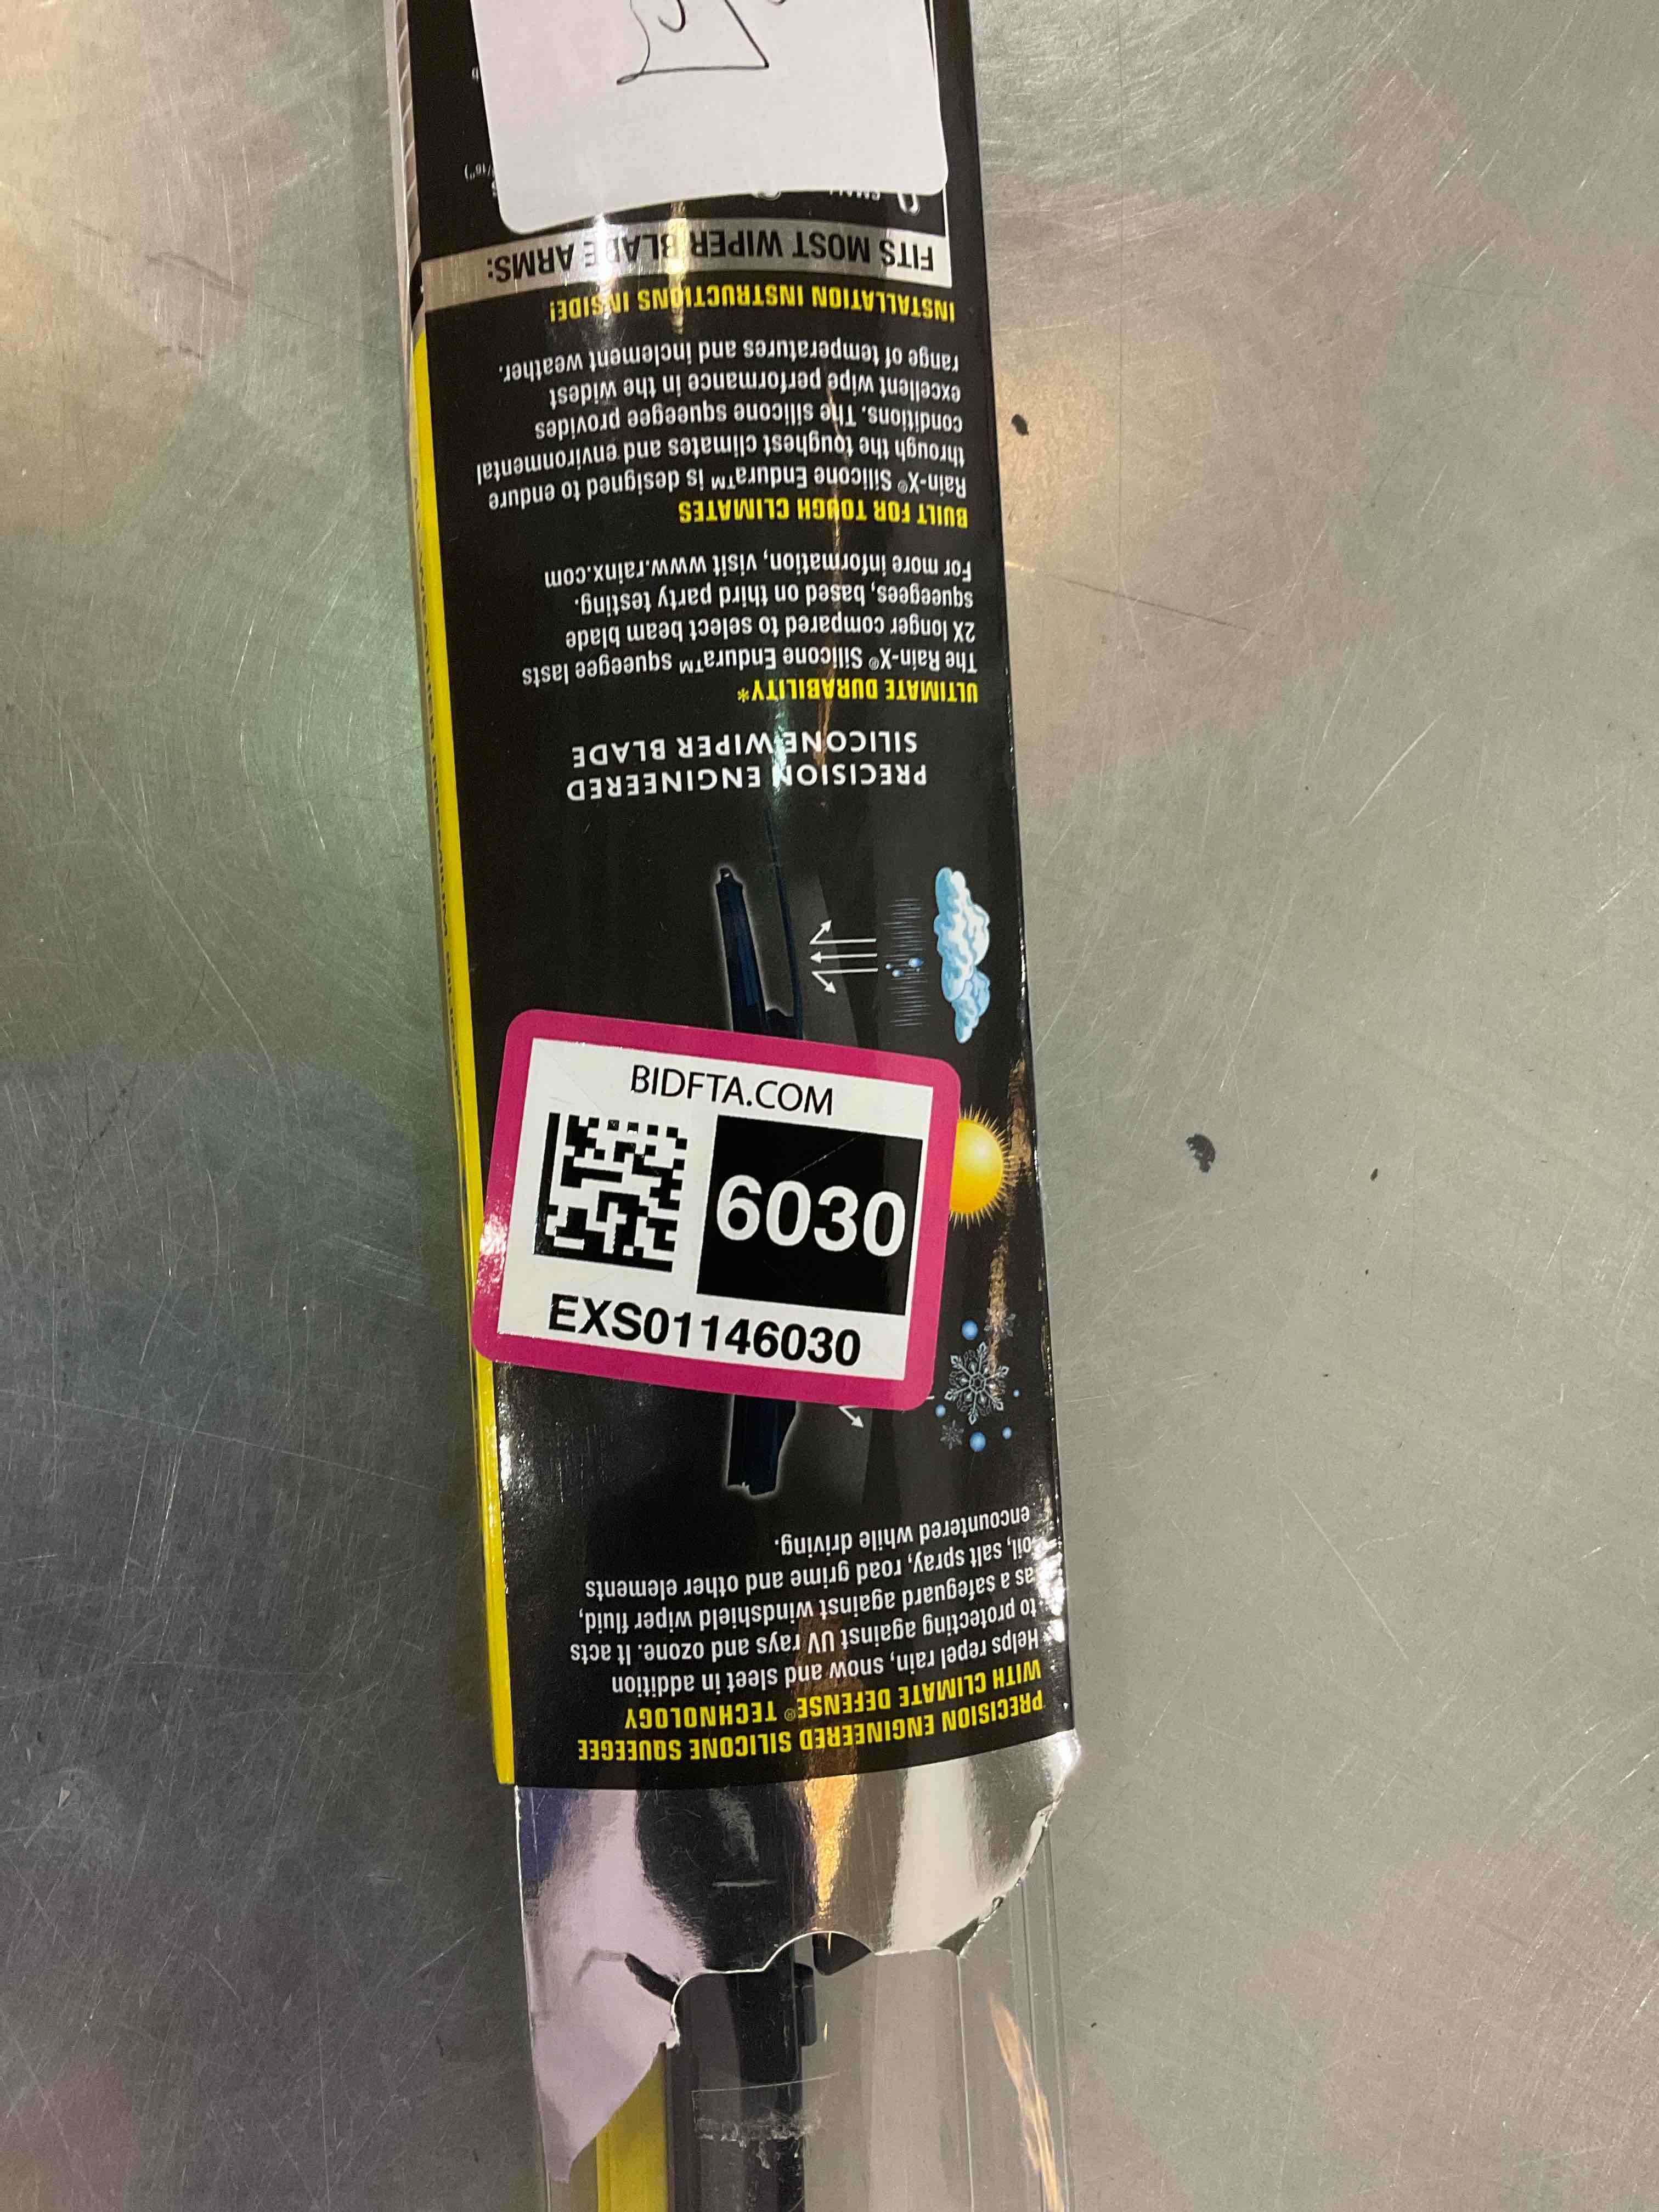 PRECISION ENGINEERED SILICONE SQUEEGEE
WITH CLIMATE DEFENSE® TECHNOLOGY
Helps repel rain, snow and sleet in addition
to protecting against UV rays and ozone. It acts
as a safeguard against windshield wiper fluid,
oil, salt spray, road grime and other elements
encountered while driving.
BIDFTA.COM
6030
EXS01146030
PRECISION ENGINEERED
SILICONE WIPER BLADE
ULTIMATE DURABILITY*
The Rain-X® Silicone Endura™ squeegee lasts
2X longer compared to select beam blade
squeegees, based on third party testing.
For more information, visit www.rainx.com
BUILT FOR TOUGH CLIMATES
Rain-X® Silicone Endura™ is designed to endure
through the toughest climates and environmental
conditions. The silicone squeegee provides
excellent wipe performance in the widest
range of temperatures and inclement weather.
INSTALLATION INSTRUCTIONS INSIDE!
FITS MOST WIPER BLADE ARMS: